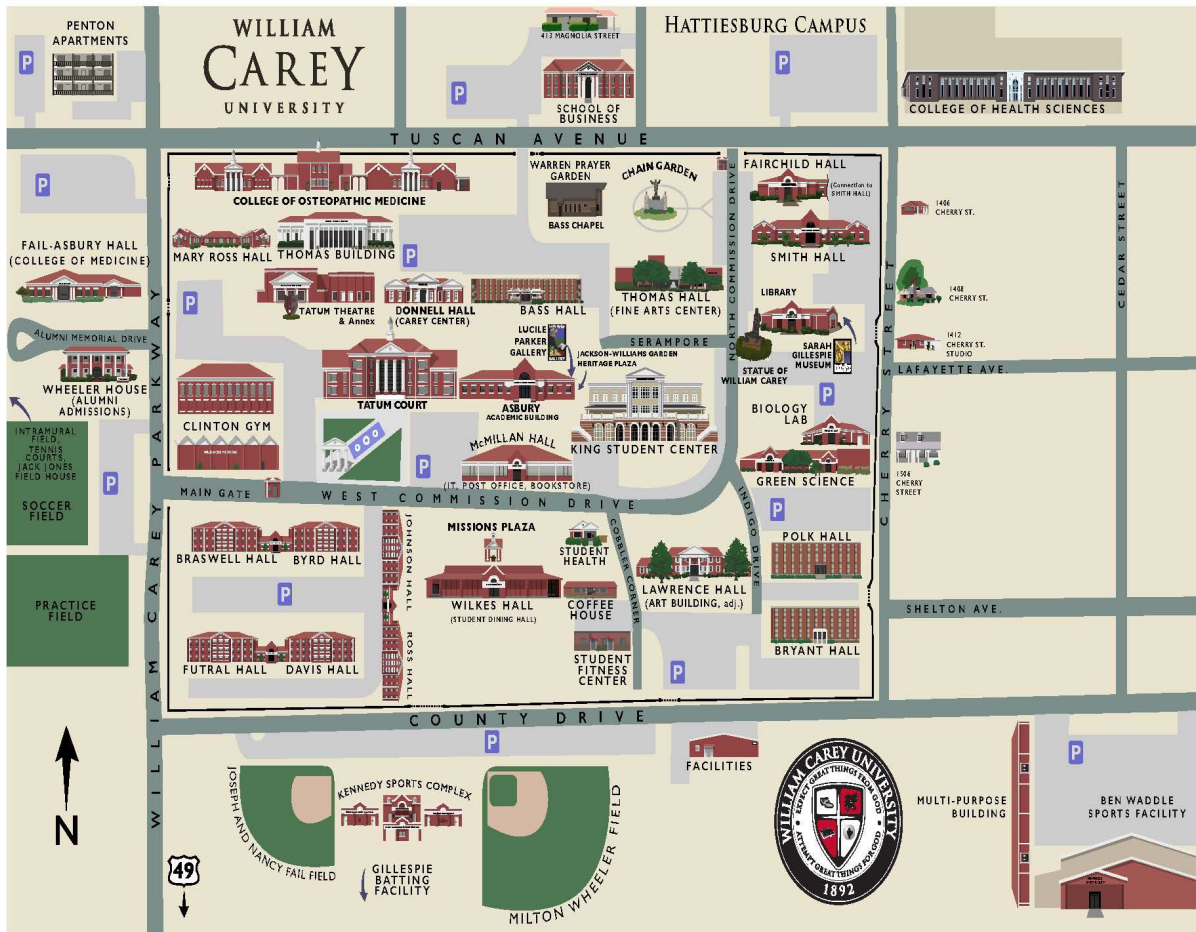 PENTON
APARTMENTS
P
WILLIAM
CAREY
UNIVERSITY
P
413 MAGNOLIA STREET
SCHOOL OF
BUSINESS
HATTIESBURG CAMPUS
P
COLLEGE OF HEALTH SCIENCES
TUSCAN AVENUE
P
COLLEGE OF OSTEOPATHIC MEDICINE
WARREN PRAYER
GARDEN
BASS CHAPEL
CHAIN GARDEN
NORTH COMMISSION DRIVE
FAIRCHILD HALL
(Connection to
SMITH HALL)
SMITH HALL
1406
CHERRY ST.
CEDAR STREET
FAIL-ASBURY HALL
(COLLEGE OF MEDICINE)
MARY ROSS HALL
THOMAS BUILDING
P
P
TATUM THEATRE
& Annex
DONNELL HALL
(CAREY CENTER)
BASS HALL
THOMAS HALL
(FINE ARTS CENTER)
LIBRARY
1408
CHERRY ST.
ALUMNI MEMORIAL DRIVE
WHEELER HOUSE
(ALUMNI
ADMISSIONS)
LUCILE
PARKER
GALLERY
SERAMPORE
JACKSON-WILLIAMS GARDEN
HERITAGE PLAZA
STATUE OF
WILLIAM CAREY
SARAH
GILLESPIE
MUSEUM
1412
CHERRY ST.
STUDIO
LAFAYETTE AVE.
CHERRY STREET
WILLIAM CAREY PARKWAY
CLINTON GYM
TATUM COURT
ASBURY
ACADEMIC BUILDING
KING STUDENT CENTER
P
BIOLOGY
LAB
GREEN SCIENCE
1506
CHERRY
STREET
INTRAMURAL
FIELD,
TENNIS
COURTS,
JACK JONES
FIELD HOUSE
SOCCER
FIELD
P
P
McMILLAN HALL
(IT, POST OFFICE, BOOKSTORE)
MAIN GATE
WEST COMMISSION DRIVE
INDIGO DRIVE
P
BRASWELL HALL
BYRD HALL
JOHNSON HALL
MISSIONS PLAZA
STUDENT
HEALTH
COBBLER CORNER
POLK HALL
PRACTICE
FIELD
P
WILKES HALL
(STUDENT DINING HALL)
COFFEE
HOUSE
LAWRENCE HALL
(ART BUILDING, adj.)
SHELTON AVE.
FUTRAL HALL
DAVIS HALL
ROSS HALL
STUDENT
FITNESS
CENTER
P
BRYANT HALL
COUNTY DRIVE
N
49
P
JOSEPH AND NANCY FAIL FIELD
KENNEDY SPORTS COMPLEX
GILLESPIE
BATTING
FACILITY
MILTON WHEELER FIELD
FACILITIES
WILLIAM CAREY UNIVERSITY
EXPECT GREAT THINGS FROM GOD
ATTEMPT GREAT THINGS FOR GOD
1892
MULTI-PURPOSE
BUILDING
P
BEN WADDLE
SPORTS FACILITY